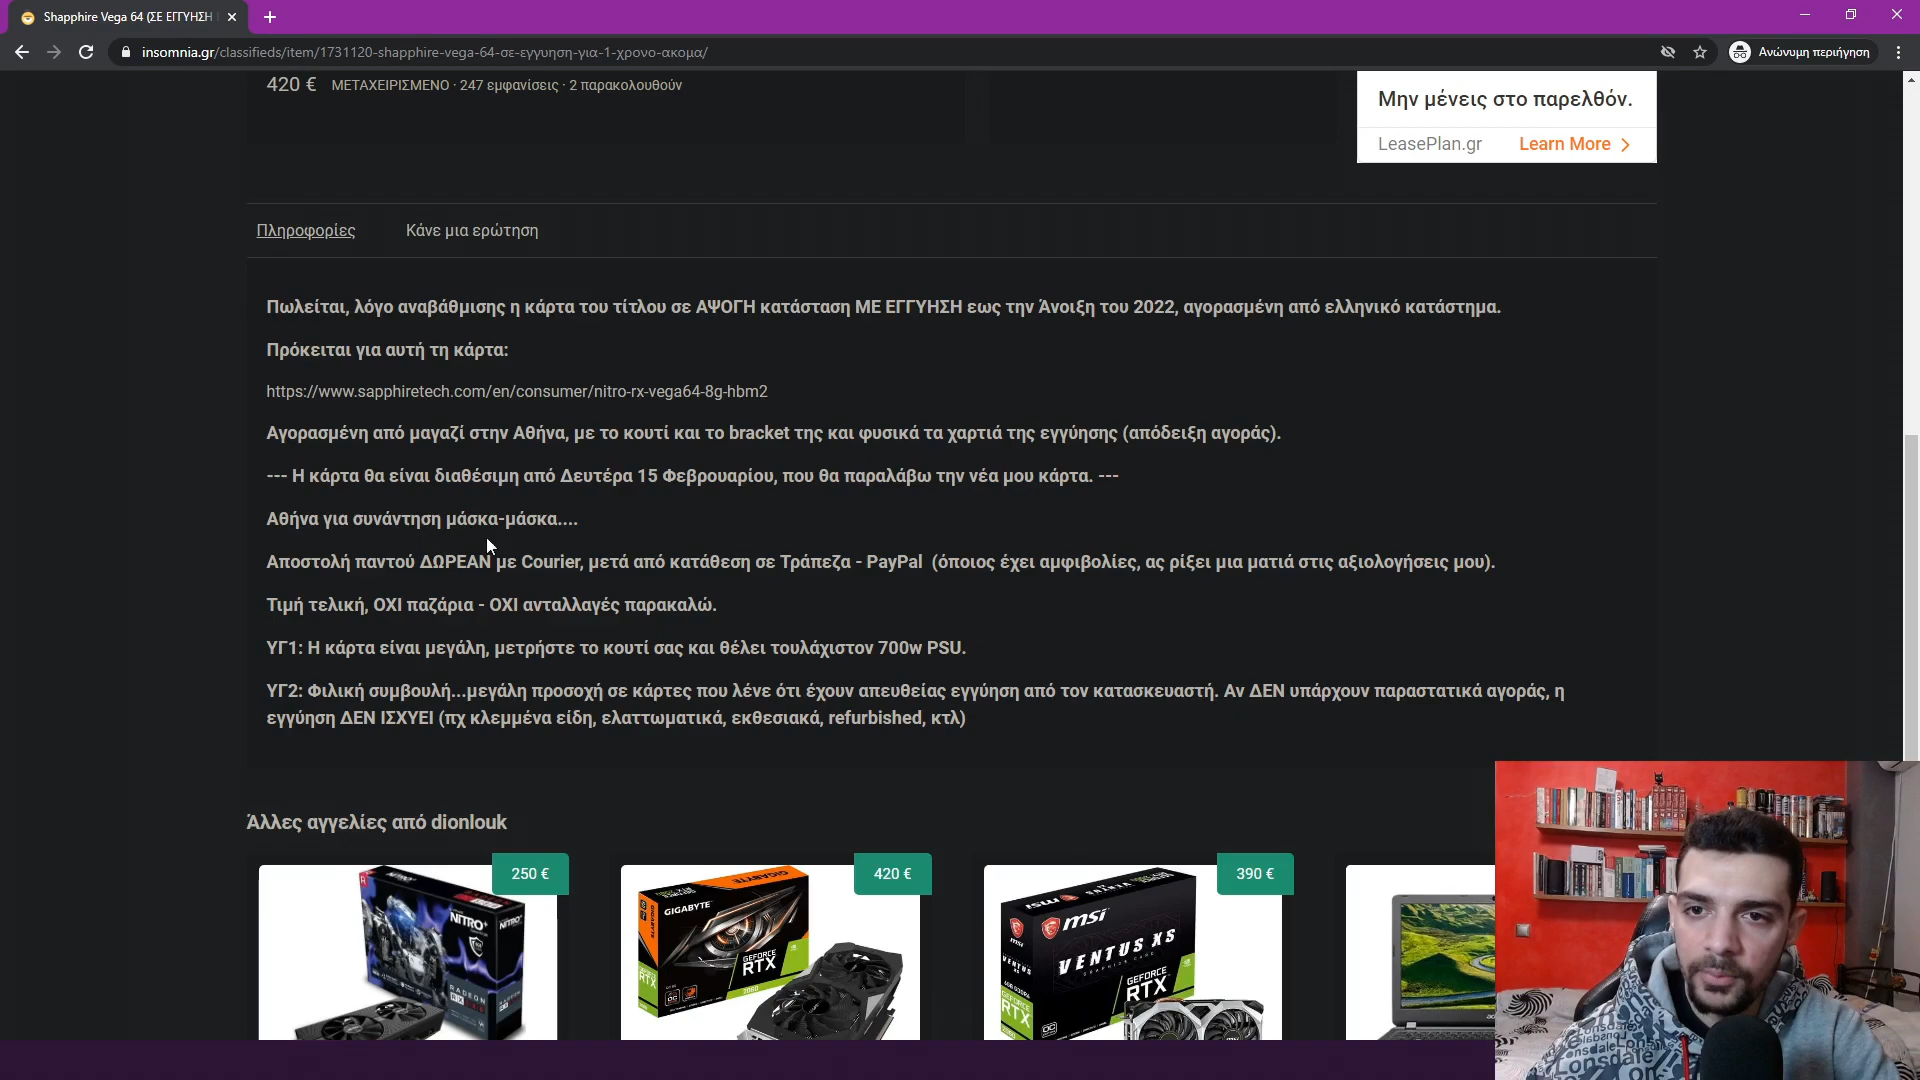 Shapphire Vega 64 (ΣΕ ΕΓΓΥΗΣΗ
insomnia.gr/classifieds/item/1731120-shapphire-vega-64-σε-εγγυηση-για-1-χρονο-ακομα/
Ανώνυμη περιήγηση
420 € ΜΕΤΑΧΕΙΡΙΣΜΕΝΟ · 247 εμφανίσεις · 2 παρακολουθούν
Μην μένεις στο παρελθόν.
LeasePlan.gr Learn More
Πληροφορίες Κάνε μια ερώτηση
Πωλείται, λόγο αναβάθμισης η κάρτα του τίτλου σε ΑΨΟΓΗ κατάσταση ΜΕ ΕΓΓΥΗΣΗ εως την Άνοιξη του 2022, αγορασμένη από ελληνικό κατάστημα.
Πρόκειται για αυτή τη κάρτα:
https://www.sapphiretech.com/en/consumer/nitro-rx-vega64-8g-hbm2
Αγορασμένη από μαγαζί στην Αθήνα, με το κουτί και το bracket της και φυσικά τα χαρτιά της εγγύησης (απόδειξη αγοράς).
--- Η κάρτα θα είναι διαθέσιμη από Δευτέρα 15 Φεβρουαρίου, που θα παραλάβω την νέα μου κάρτα. ---
Αθήνα για συνάντηση μάσκα-μάσκα....
Αποστολή παντού ΔΩΡΕΑΝ με Courier, μετά από κατάθεση σε Τράπεζα - PayPal (όποιος έχει αμφιβολίες, ας ρίξει μια ματιά στις αξιολογήσεις μου).
Τιμή τελική, ΟΧΙ παζάρια - ΟΧΙ ανταλλαγές παρακαλώ.
ΥΓ1: Η κάρτα είναι μεγάλη, μετρήστε το κουτί σας και θέλει τουλάχιστον 700w PSU.
ΥΓ2: Φιλική συμβουλή...μεγάλη προσοχή σε κάρτες που λένε ότι έχουν απευθείας εγγύηση από τον κατασκευαστή. Αν ΔΕΝ υπάρχουν παραστατικά αγοράς, η
εγγύηση ΔΕΝ ΙΣΧΥΕΙ (πχ κλεμμένα είδη, ελαττωματικά, εκθεσιακά, refurbished, κτλ)
Άλλες αγγελίες από dionlouk
250 €
420 €
390 €
NITRO+
NITRO+
RADEON
GIGABYTE
GEFORCE
RTX
2060
msi
VENTUS XS
GEFORCE
RTX
OC
Lonsdale